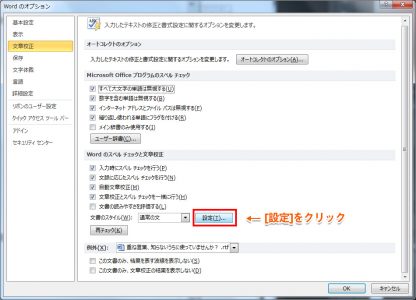 Word のオプション
基本設定
表示
文章校正
保存
文字体裁
言語
詳細設定
リボンのユーザー設定
クイック アクセス ツール バー
アドイン
セキュリティ センター
入力したテキストの修正と書式設定に関するオプションを変更します。
オートコレクトのオプション
入力したテキストの修正と書式設定に関するオプションを変更します。 オートコレクトのオプション(A)...
Microsoft Office プログラムのスペル チェック
すべて大文字の単語は無視する(U)
数字を含む単語は無視する(B)
インターネット アドレスとファイル パスは無視する(F)
繰り返し使われる単語にフラグを付ける(R)
メイン辞書のみ使用する(I)
ユーザー辞書(C)...
Word のスペル チェックと文章校正
入力時にスペル チェックを行う(P)
文脈に応じたスペル チェックを行う(N)
自動文章校正(M)
文章校正とスペル チェックを一緒に行う(H)
文書の読みやすさを評価する(L)
文書のスタイル(W): 通常の文 設定(T)... ⇐ [設定]をクリック
再チェック(K)
例外(X): 重ね言葉、知らないうちに使っていませんか?.rtf
この文書のみ、結果を表す波線を表示しない(S)
この文書のみ、文章校正の結果を表示しない(D)
OK キャンセル